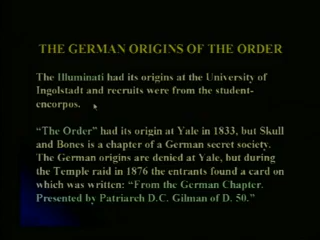 THE GERMAN ORIGINS OF THE ORDER
The Illuminati had its origins at the University of
Ingolstadt and recruits were from the student-
encorpos.
“The Order” had its origin at Yale in 1833, but Skull
and Bones is a chapter of a German secret society.
The German origins are denied at Yale, but during
the Temple raid in 1876 the entrants found a card on
which was written: “From the German Chapter.
Presented by Patriarch D.C. Gilman of D. 50.”